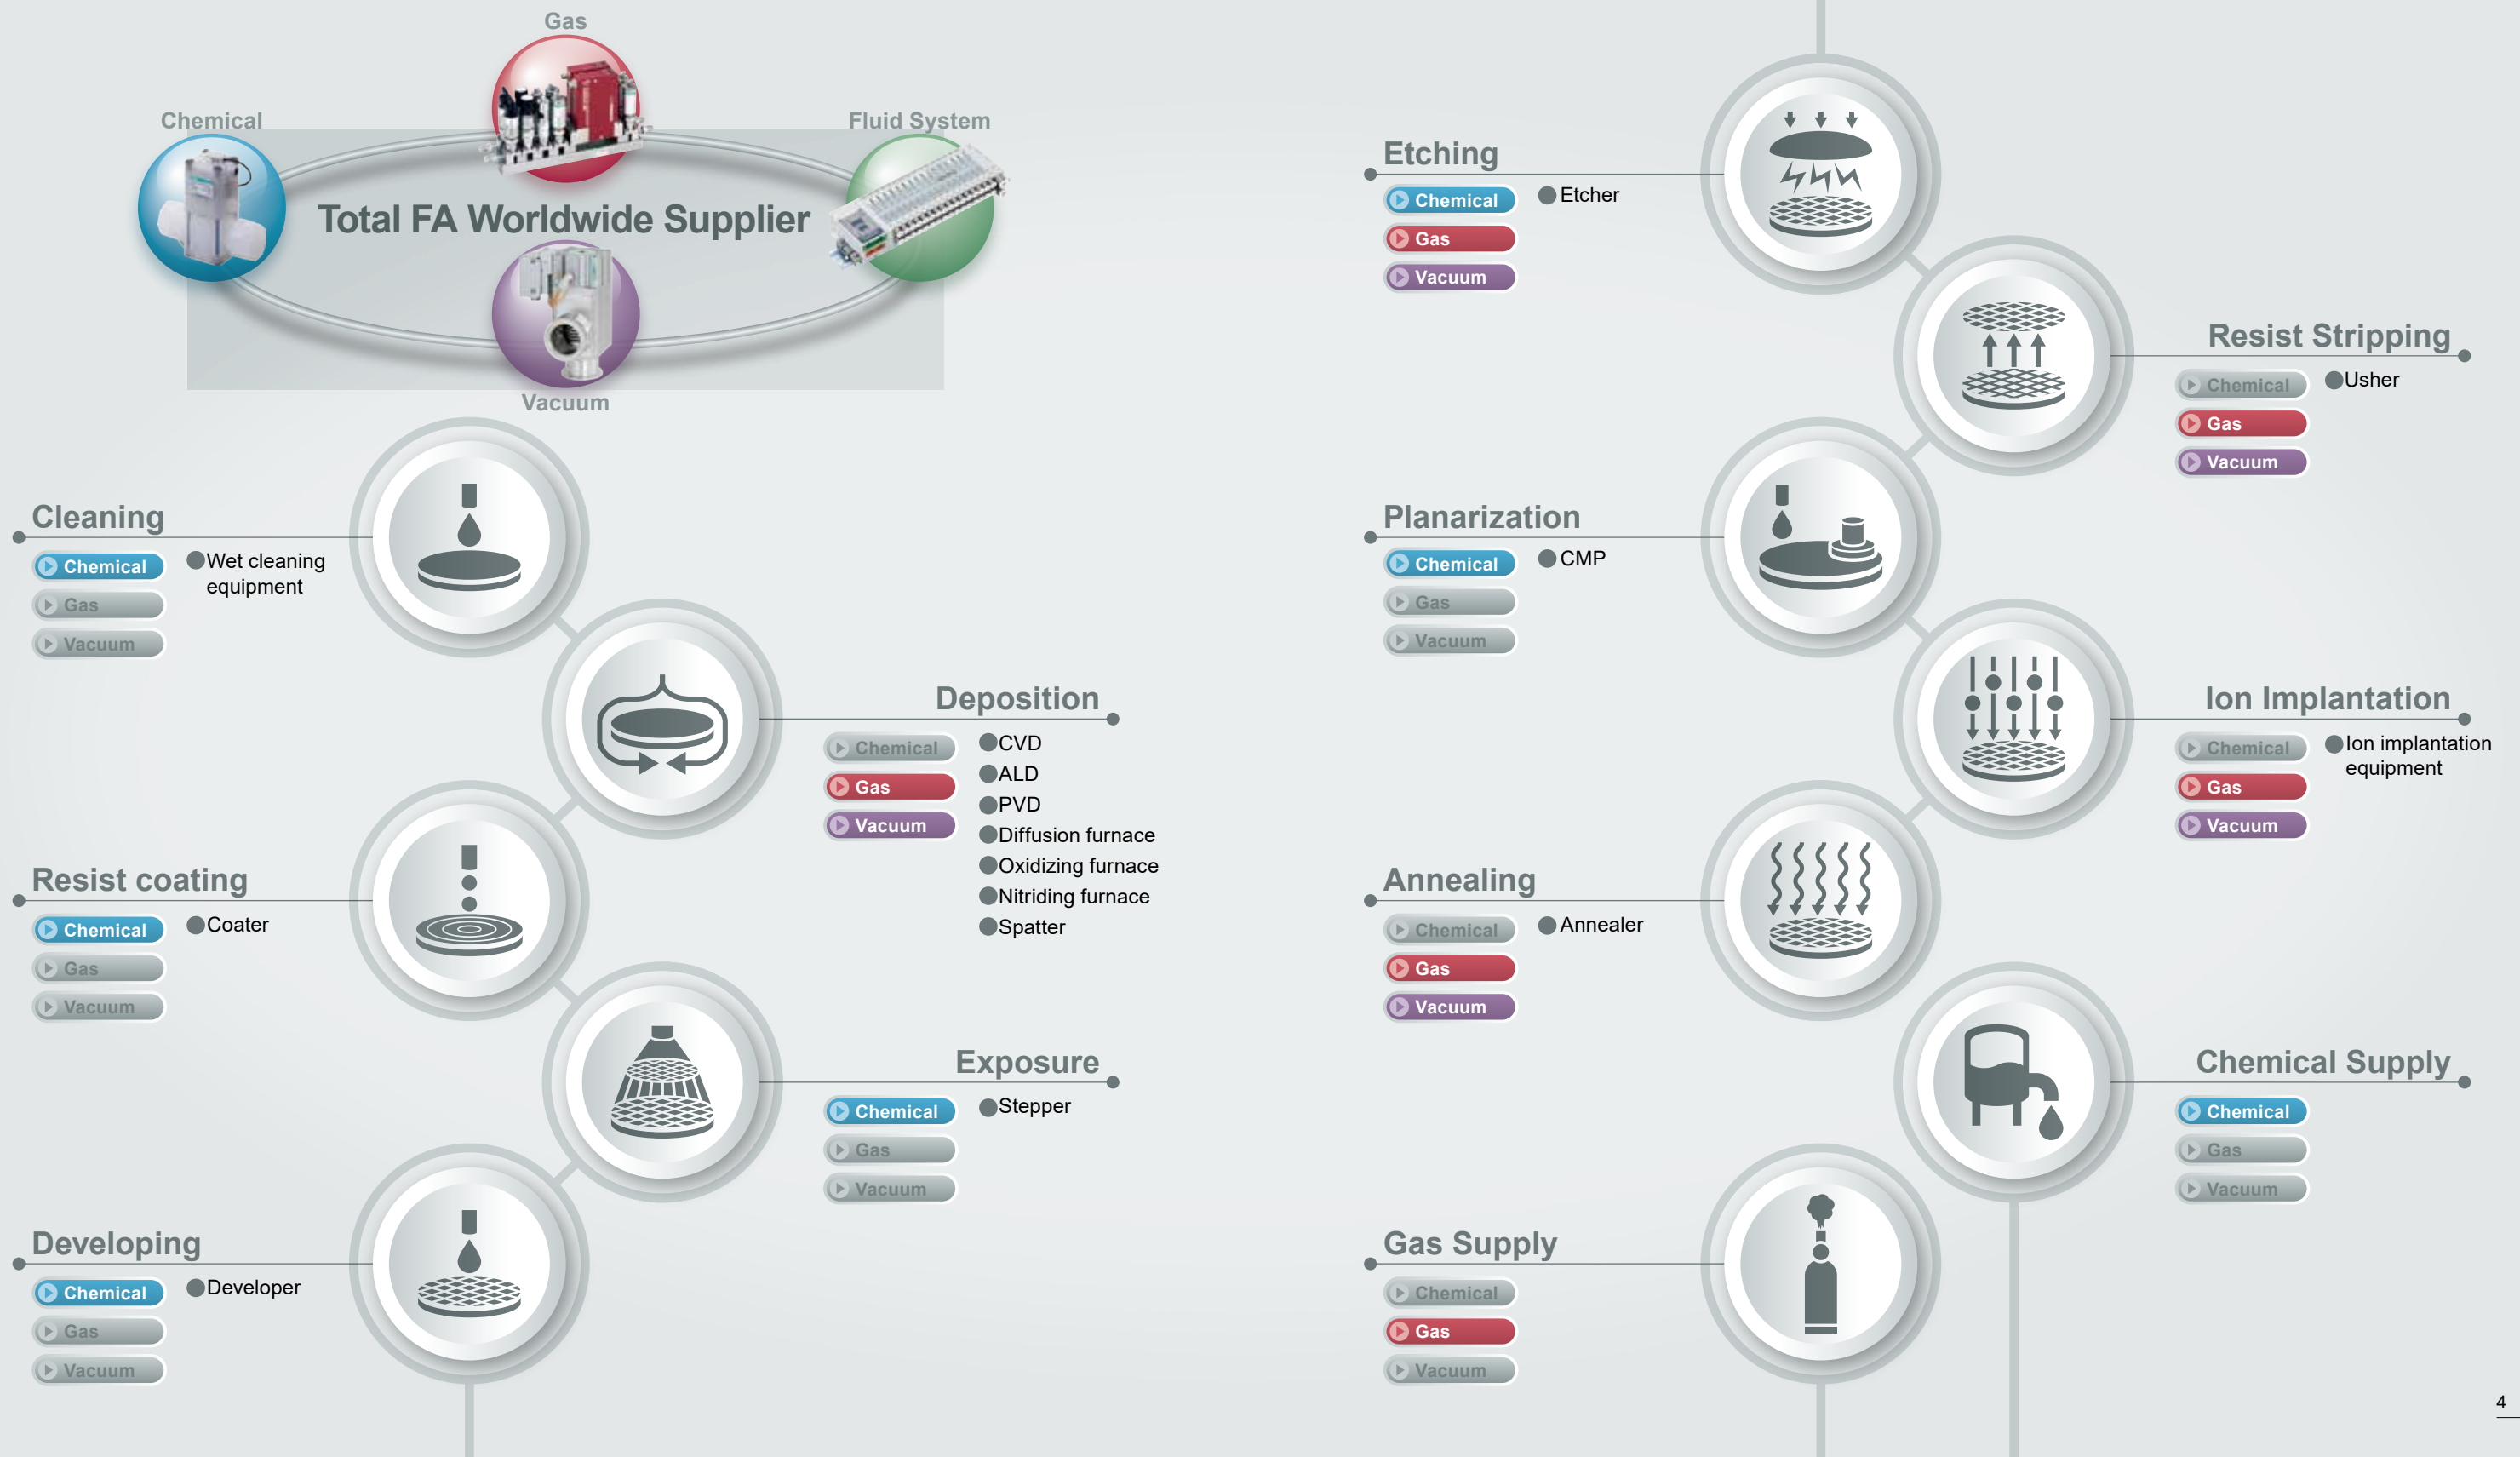 Gas
Chemical
Fluid System
Total FA Worldwide Supplier
Vacuum
Cleaning
Chemical
Gas
Vacuum
Wet cleaning
equipment
Deposition
Chemical
Gas
Vacuum
CVD
ALD
PVD
Diffusion furnace
Oxidizing furnace
Nitriding furnace
Spatter
Resist coating
Chemical
Gas
Vacuum
Coater
Exposure
Chemical
Gas
Vacuum
Stepper
Developing
Chemical
Gas
Vacuum
Developer
Etching
Chemical
Gas
Vacuum
Etcher
Resist Stripping
Chemical
Gas
Vacuum
Usher
Planarization
Chemical
Gas
Vacuum
CMP
Ion Implantation
Chemical
Gas
Vacuum
Ion implantation
equipment
Annealing
Chemical
Gas
Vacuum
Annealer
Chemical Supply
Chemical
Gas
Vacuum
Gas Supply
Chemical
Gas
Vacuum
4